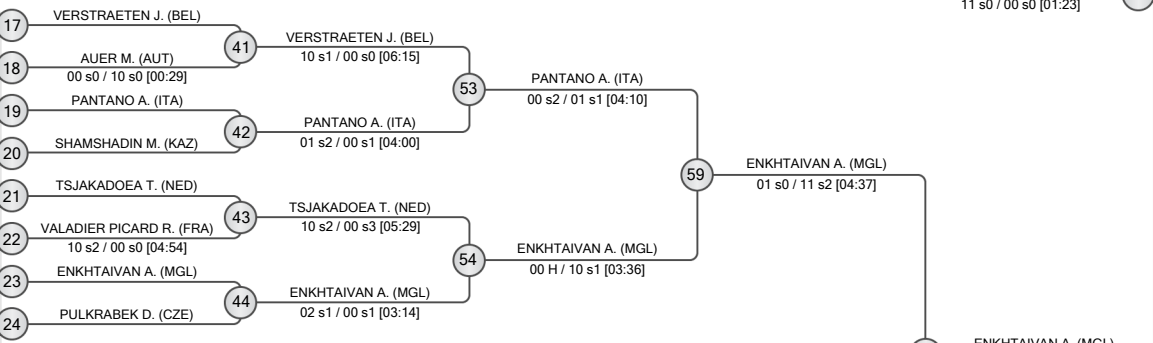 11 s0 / 00 s0 [01:23]
17
VERSTRAETEN J. (BEL)
18
AUER M. (AUT)
00 s0 / 10 s0 [00:29]
41
VERSTRAETEN J. (BEL)
10 s1 / 00 s0 [06:15]
19
PANTANO A. (ITA)
20
SHAMSHADIN M. (KAZ)
42
PANTANO A. (ITA)
01 s2 / 00 s1 [04:00]
53
PANTANO A. (ITA)
00 s2 / 01 s1 [04:10]
21
TSJAKADOEA T. (NED)
22
VALADIER PICARD R. (FRA)
10 s2 / 00 s0 [04:54]
43
TSJAKADOEA T. (NED)
10 s2 / 00 s3 [05:29]
23
ENKHTAIVAN A. (MGL)
24
PULKRABEK D. (CZE)
44
ENKHTAIVAN A. (MGL)
02 s1 / 00 s1 [03:14]
54
ENKHTAIVAN A. (MGL)
00 H / 10 s1 [03:36]
59
ENKHTAIVAN A. (MGL)
01 s0 / 11 s2 [04:37]
ENKHTAIVAN A. (MGL)